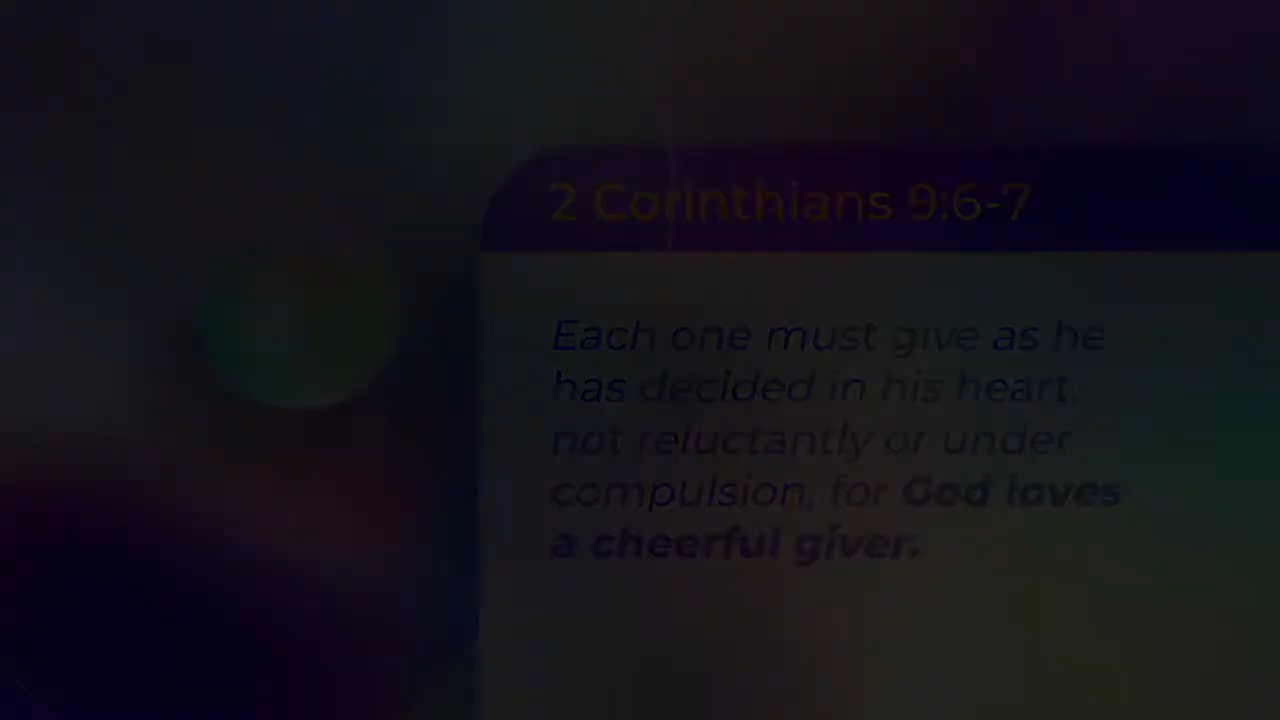 2 Corinthians 9:6-7
Each one must give as he
has decided in his heart,
not reluctantly or under
compulsion, for God loves
a cheerful giver.